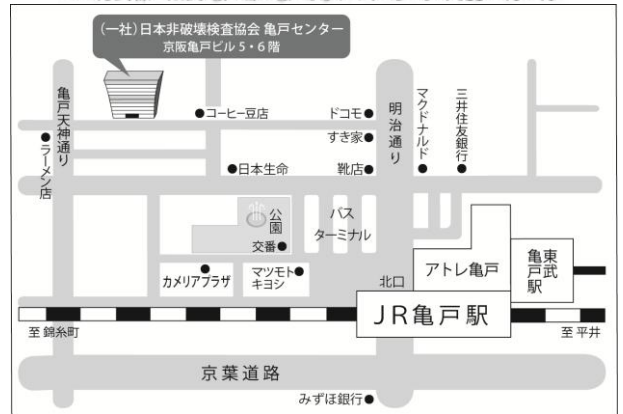 (一社)日本非破壊検査協会 亀戸センター
京阪亀戸ビル 5・6 階
亀戸天神通り
ラーメン店
コーヒー豆店
ドコモ
すき家
明治通り
マクドナルド
三井住友銀行
日本生命
靴店
公園
バス
ターミナル
交番
カメリアプラザ
マツモト
キヨシ
北口
アトレ亀戸
東武
亀戸駅
JR亀戸駅
至 錦糸町
至 平井
京葉道路
みずほ銀行